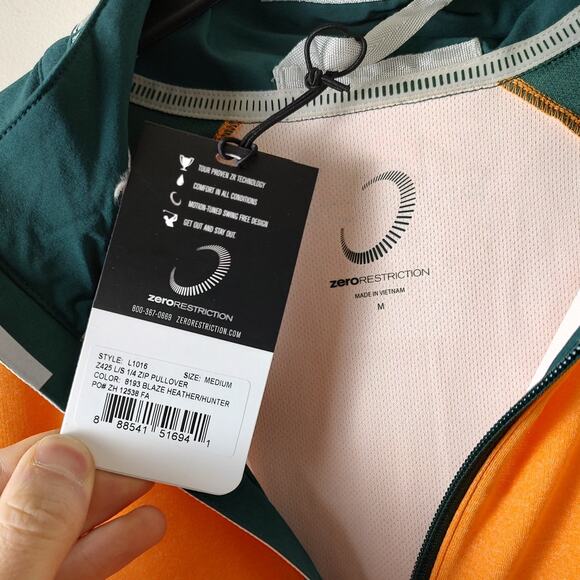 TOUR PROVEN ZR TECHNOLOGY
COMFORT IN ALL CONDITIONS
MOTION-TUNED SWING FREE DESIGN
GET OUT AND STAY OUT.
zeroRESTRICTION
800-367-0669 ZERORESTRICTION.COM
STYLE: L1016 SIZE: MEDIUM
Z425 L/S 1/4 ZIP PULLOVER
COLOR: 8193 BLAZE HEATHER/HUNTER
PO# ZH 12538 FA
8 88541 51694 1
zeroRESTRICTION
MADE IN VIETNAM
M